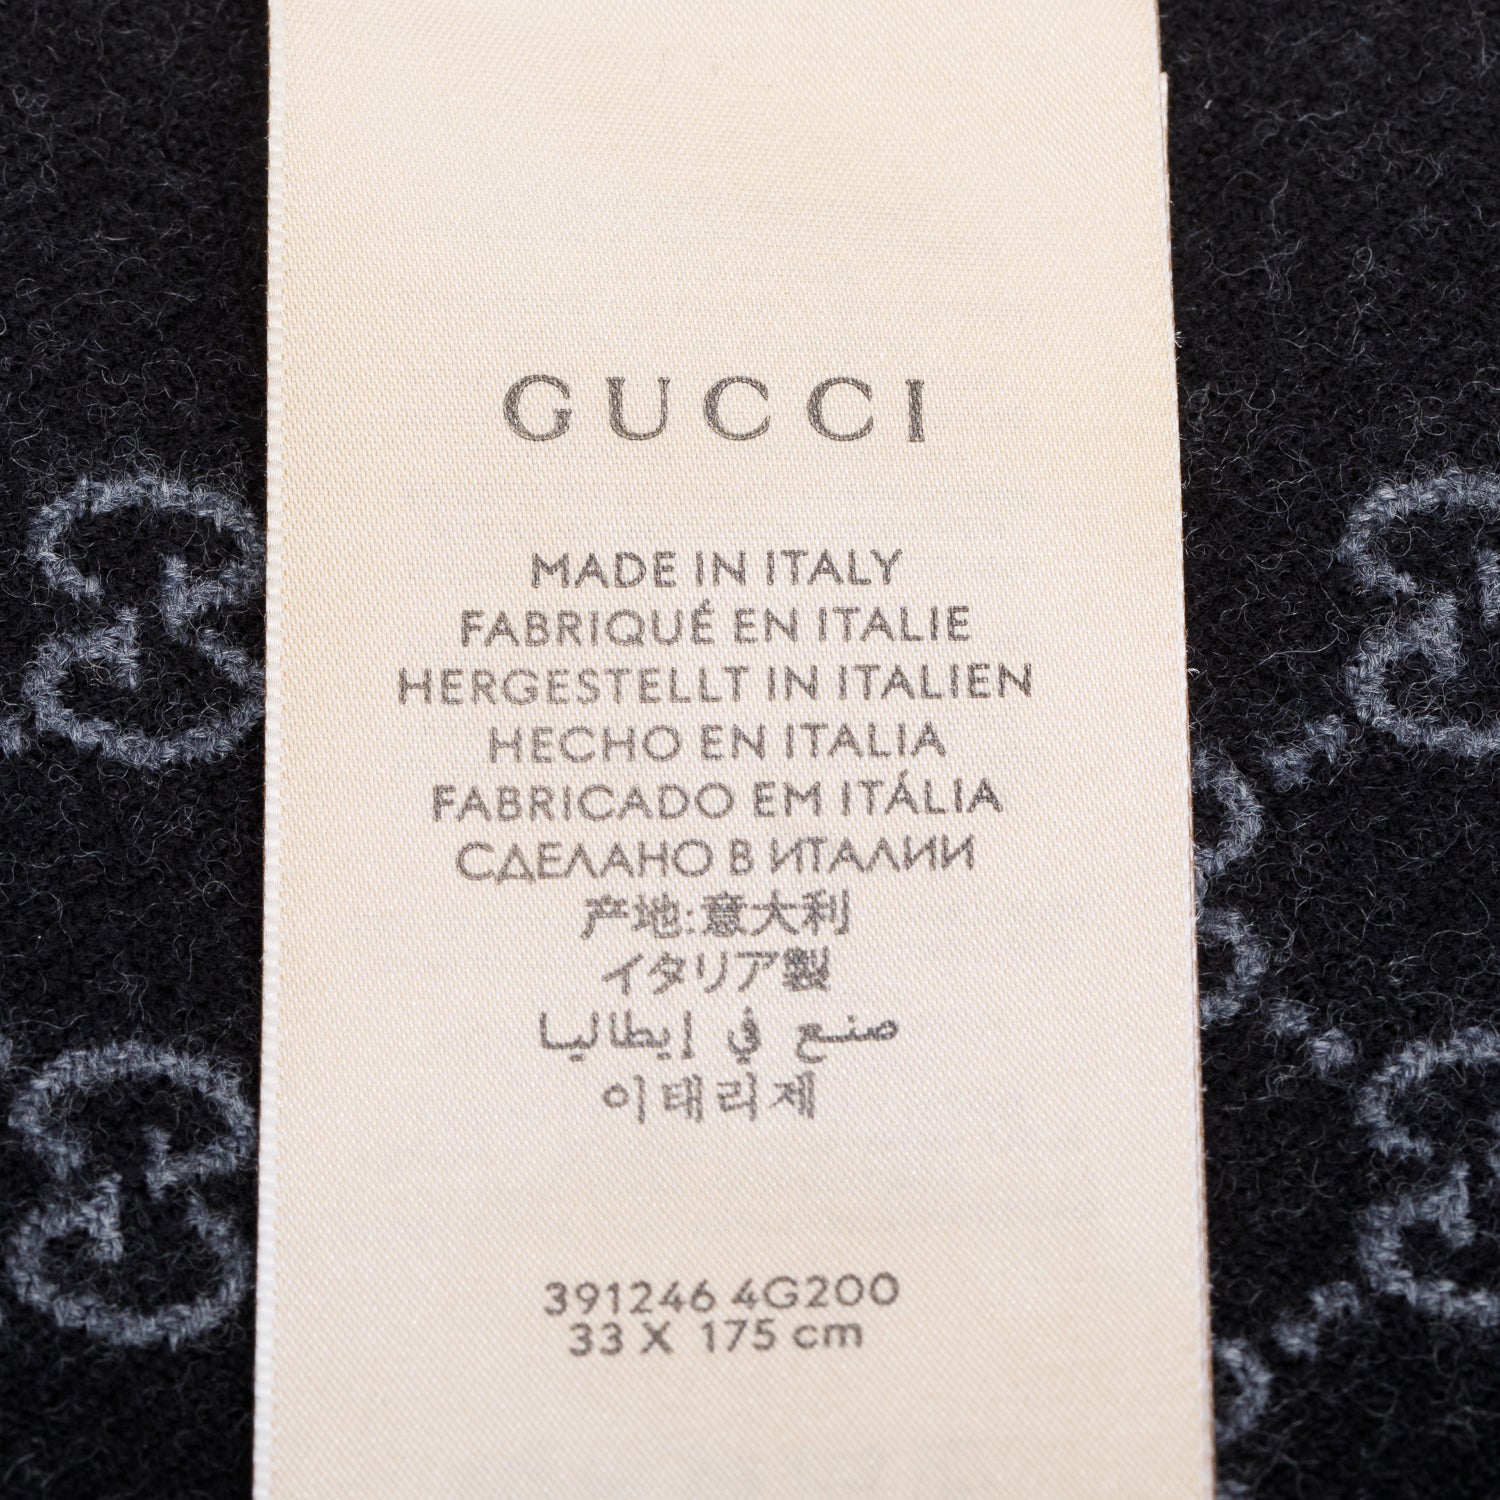 GUCCI
MADE IN ITALY
FABRIQUÉ EN ITALIE
HERGESTELLT IN ITALIEN
HECHO EN ITALIA
FABRICADO EM ITÁLIA
СДЕЛАНО В ИТАЛИИ
产地:意大利
イタリア製
صنع في إيطاليا
이태리제
391246 4G200
33 X 175 cm